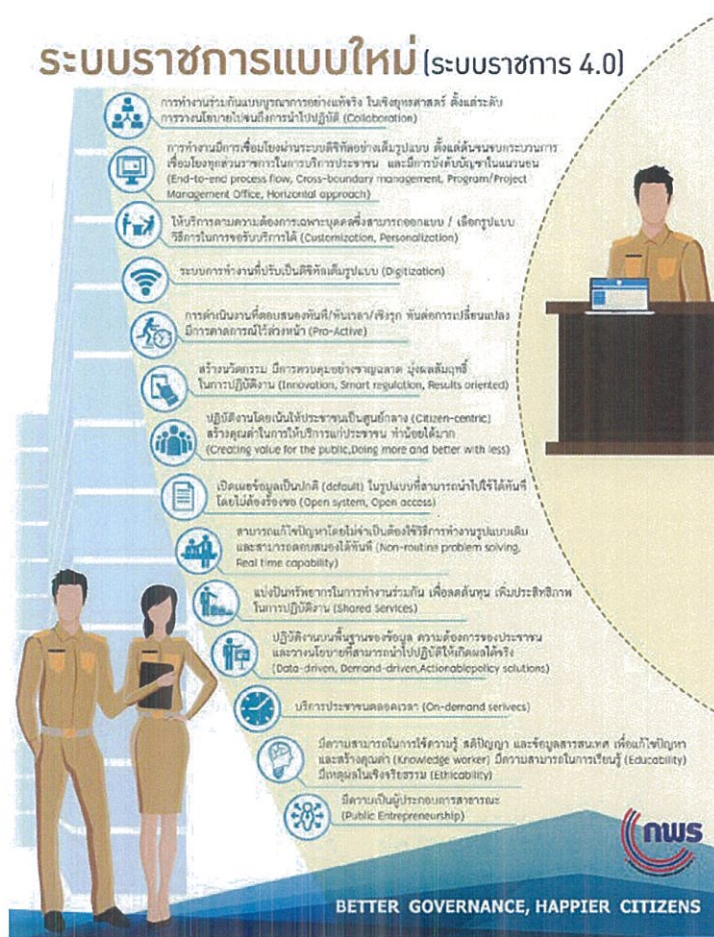 ระบบราชการแบบใหม่ (ระบบราชการ 4.0)
การทำงานร่วมกันแบบบูรณาการอย่างแท้จริง ในเชิงยุทธศาสตร์ ตั้งแต่ระดับ
การวางนโยบายไปจนถึงการนำไปปฏิบัติ (Collaboration)
การทำงานมีการเชื่อมโยงผ่านระบบดิจิทัลอย่างเต็มรูปแบบ ตั้งแต่ต้นจนจบกระบวนการ
เชื่อมโยงทุกส่วนราชการในการบริการประชาชน และมีการบังคับบัญชาในแนวนอน
(End-to-end process flow, Cross-boundary management, Program/Project
Management Office, Horizontal approach)
ให้บริการตามความต้องการเฉพาะบุคคลซึ่งสามารถออกแบบ / เลือกรูปแบบ
วิธีการในการขอรับบริการได้ (Customization, Personalization)
ระบบการทำงานที่ปรับเป็นดิจิทัลเต็มรูปแบบ (Digitization)
การดำเนินงานที่ตอบสนองทันที/ทันเวลา/เชิงรุก ทันต่อการเปลี่ยนแปลง
มีการคาดการณ์ไว้ล่วงหน้า (Pro-Active)
สร้างนวัตกรรม มีการควบคุมอย่างชาญฉลาด มุ่งผลสัมฤทธิ์
ในการปฏิบัติงาน (Innovation, Smart regulation, Results oriented)
ปฏิบัติงานโดยเน้นให้ประชาชนเป็นศูนย์กลาง (Citizen-centric)
สร้างคุณค่าในการให้บริการแก่ประชาชน ทำน้อยได้มาก
(Creating value for the public,Doing more and better with less)
เปิดเผยข้อมูลเป็นปกติ (default) ในรูปแบบที่สามารถนำไปใช้ได้ทันที
โดยไม่ต้องร้องขอ (Open system, Open access)
สามารถแก้ไขปัญหาโดยไม่จำเป็นต้องใช้วิธีการทำงานรูปแบบเดิม
และสามารถตอบสนองได้ทันที (Non-routine problem solving,
Real time capability)
แบ่งปันทรัพยากรในการทำงานร่วมกัน เพื่อลดต้นทุน เพิ่มประสิทธิภาพ
ในการปฏิบัติงาน (Shared Services)
ปฏิบัติงานบนพื้นฐานของข้อมูล ความต้องการของประชาชน
และวางนโยบายที่สามารถนำไปปฏิบัติให้เกิดผลได้จริง
(Data-driven, Demand-driven,Actionablepolicy solutions)
บริการประชาชนตลอดเวลา (On-demand serivecs)
มีความสามารถในการใช้ความรู้ สติปัญญา และข้อมูลสารสนเทศ เพื่อแก้ไขปัญหา
และสร้างคุณค่า (Knowledge worker) มีความสามารถในการเรียนรู้ (Educability)
มีเหตุผลในเชิงจริยธรรม (Ethicability)
มีความเป็นผู้ประกอบการสาธารณะ
(Public Entrepreneurship)
กพร
BETTER GOVERNANCE, HAPPIER CITIZENS